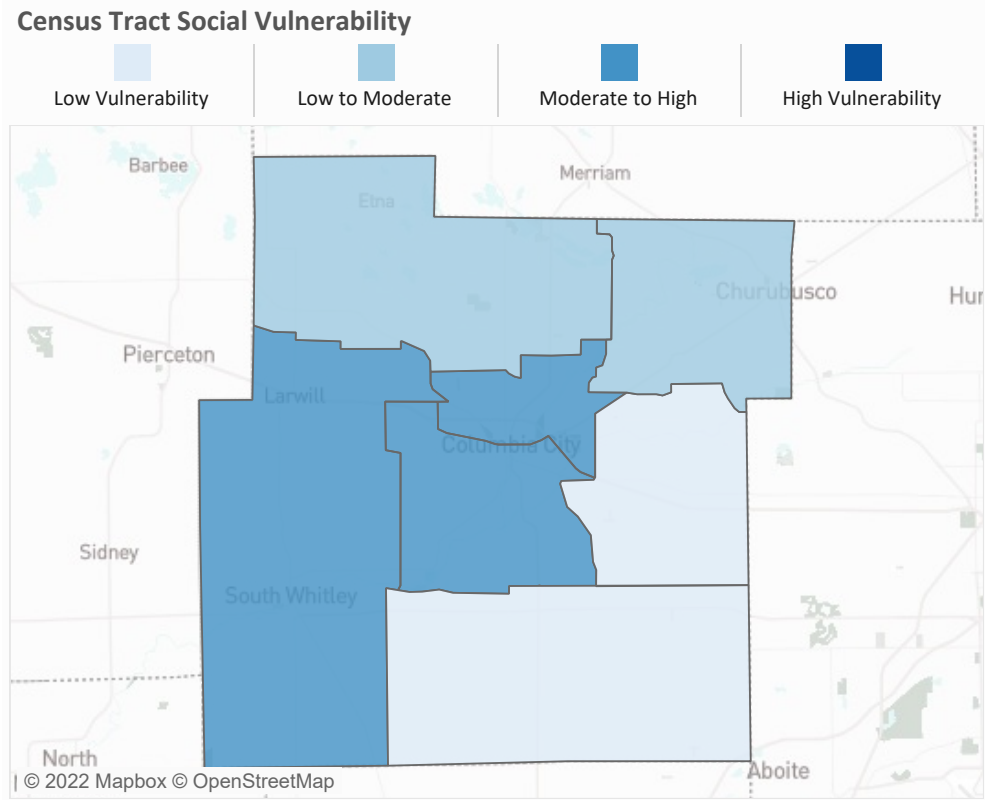 Census Tract Social Vulnerability
Low Vulnerability
Low to Moderate
Moderate to High
High Vulnerability
Barbee
Merriam
Etna
Churubusco
Hur
Pierceton
Larwill
Columbia City
Sidney
South Whitley
North
Aboite
| © 2022 Mapbox © OpenStreetMap